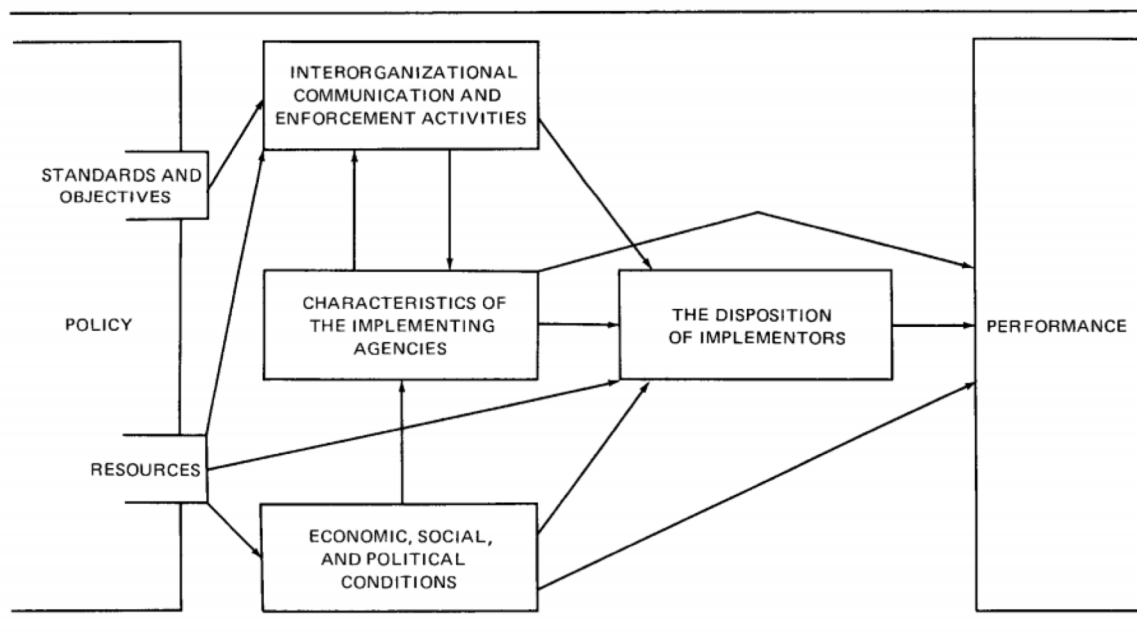 INTERORGANIZATIONAL
COMMUNICATION AND
ENFORCEMENT ACTIVITIES
STANDARDS AND
OBJECTIVES
POLICY
CHARACTERISTICS OF
THE IMPLEMENTING
AGENCIES
THE DISPOSITION
OF IMPLEMENTORS
PERFORMANCE
RESOURCES
ECONOMIC, SOCIAL,
AND POLITICAL
CONDITIONS